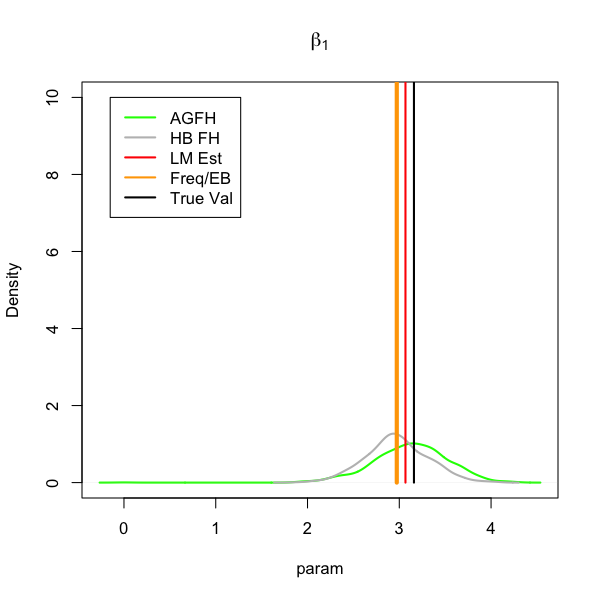 β1
Density
10
8
6
4
2
0
AGFH
HB FH
LM Est
Freq/EB
True Val
0 1 2 3 4
param